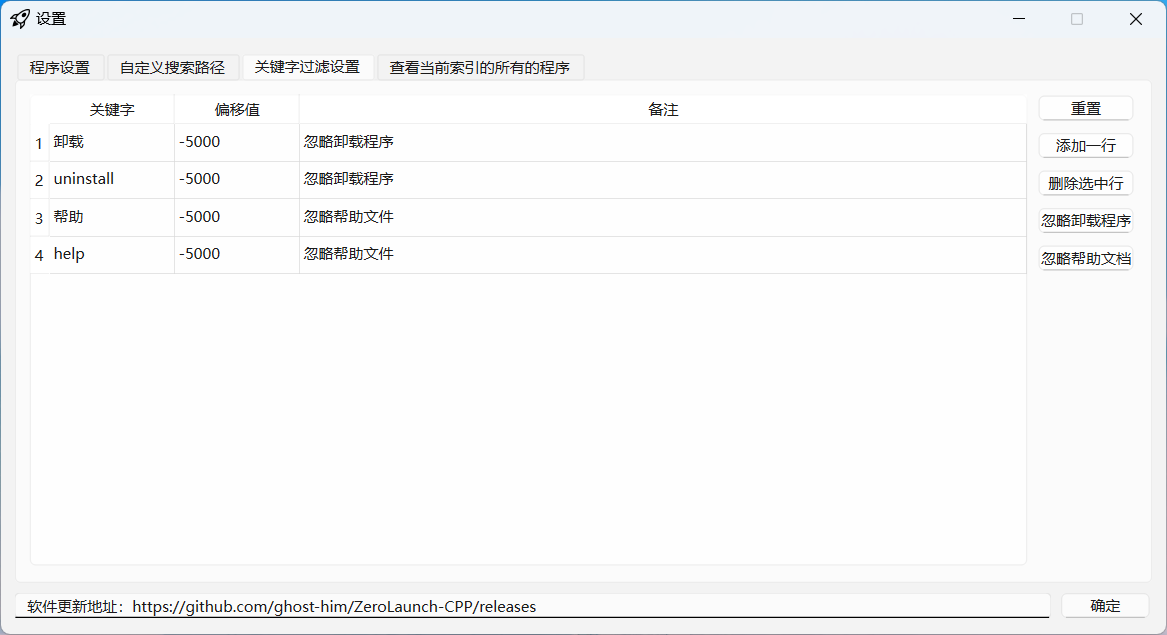 设置
程序设置 自定义搜索路径 关键字过滤设置 查看当前索引的所有的程序
关键字 偏移值 备注
1 卸载 -5000 忽略卸载程序
2 uninstall -5000 忽略卸载程序
3 帮助 -5000 忽略帮助文件
4 help -5000 忽略帮助文件
重置
添加一行
删除选中行
忽略卸载程序
忽略帮助文档
软件更新地址：https://github.com/ghost-him/ZeroLaunch-CPP/releases
确定